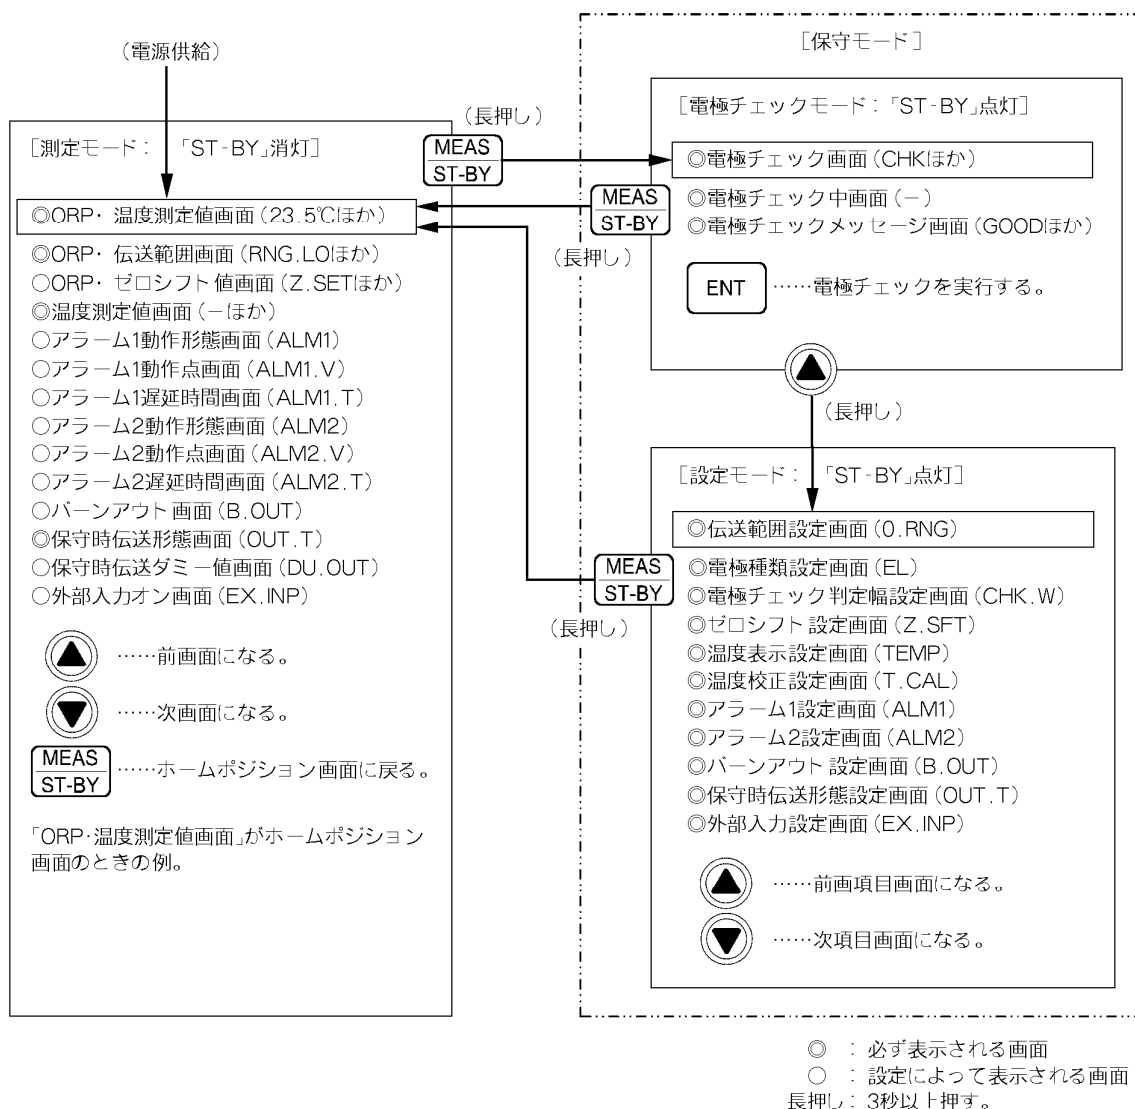 (電源供給)
[測定モード： 「ST-BY」消灯]
◎ORP・温度測定値画面(23.5℃ほか)
◎ORP・伝送範囲画面(RNG.LOほか)
○ORP・ゼロシフト値画面(Z.SETほか)
◎温度測定値画面(－ほか)
○アラーム1動作形態画面(ALM1)
○アラーム1動作点画面(ALM1.V)
○アラーム1遅延時間画面(ALM1.T)
○アラーム2動作形態画面(ALM2)
○アラーム2動作点画面(ALM2.V)
○アラーム2遅延時間画面(ALM2.T)
○バーンアウト画面(B.OUT)
◎保守時伝送形態画面(OUT.T)
○保守時伝送ダミー値画面(DU.OUT)
○外部入力オン画面(EX.INP)
……前画面になる。
……次画面になる。
MEAS
ST-BY
……ホームポジション画面に戻る。
「ORP・温度測定値画面」がホームポジション
画面のときの例。
(長押し)
MEAS
ST-BY
MEAS
ST-BY
(長押し)
MEAS
ST-BY
(長押し)
[保守モード]
[電極チェックモード：「ST-BY」点灯]
◎電極チェック画面(CHKほか)
◎電極チェック中画面(－)
◎電極チェックメッセージ画面(GOODほか)
ENT ……電極チェックを実行する。
(長押し)
[設定モード： 「ST-BY」点灯]
◎伝送範囲設定画面(O.RNG)
◎電極種類設定画面(EL)
◎電極チェック判定幅設定画面(CHK.W)
◎ゼロシフト設定画面(Z.SFT)
◎温度表示設定画面(TEMP)
◎温度校正設定画面(T.CAL)
◎アラーム1設定画面(ALM1)
◎アラーム2設定画面(ALM2)
◎バーンアウト設定画面(B.OUT)
◎保守時伝送形態設定画面(OUT.T)
◎外部入力設定画面(EX.INP)
……前画項目画面になる。
……次項目画面になる。
◎ ：必ず表示される画面
○ ：設定によって表示される画面
長押し：3秒以上押す。